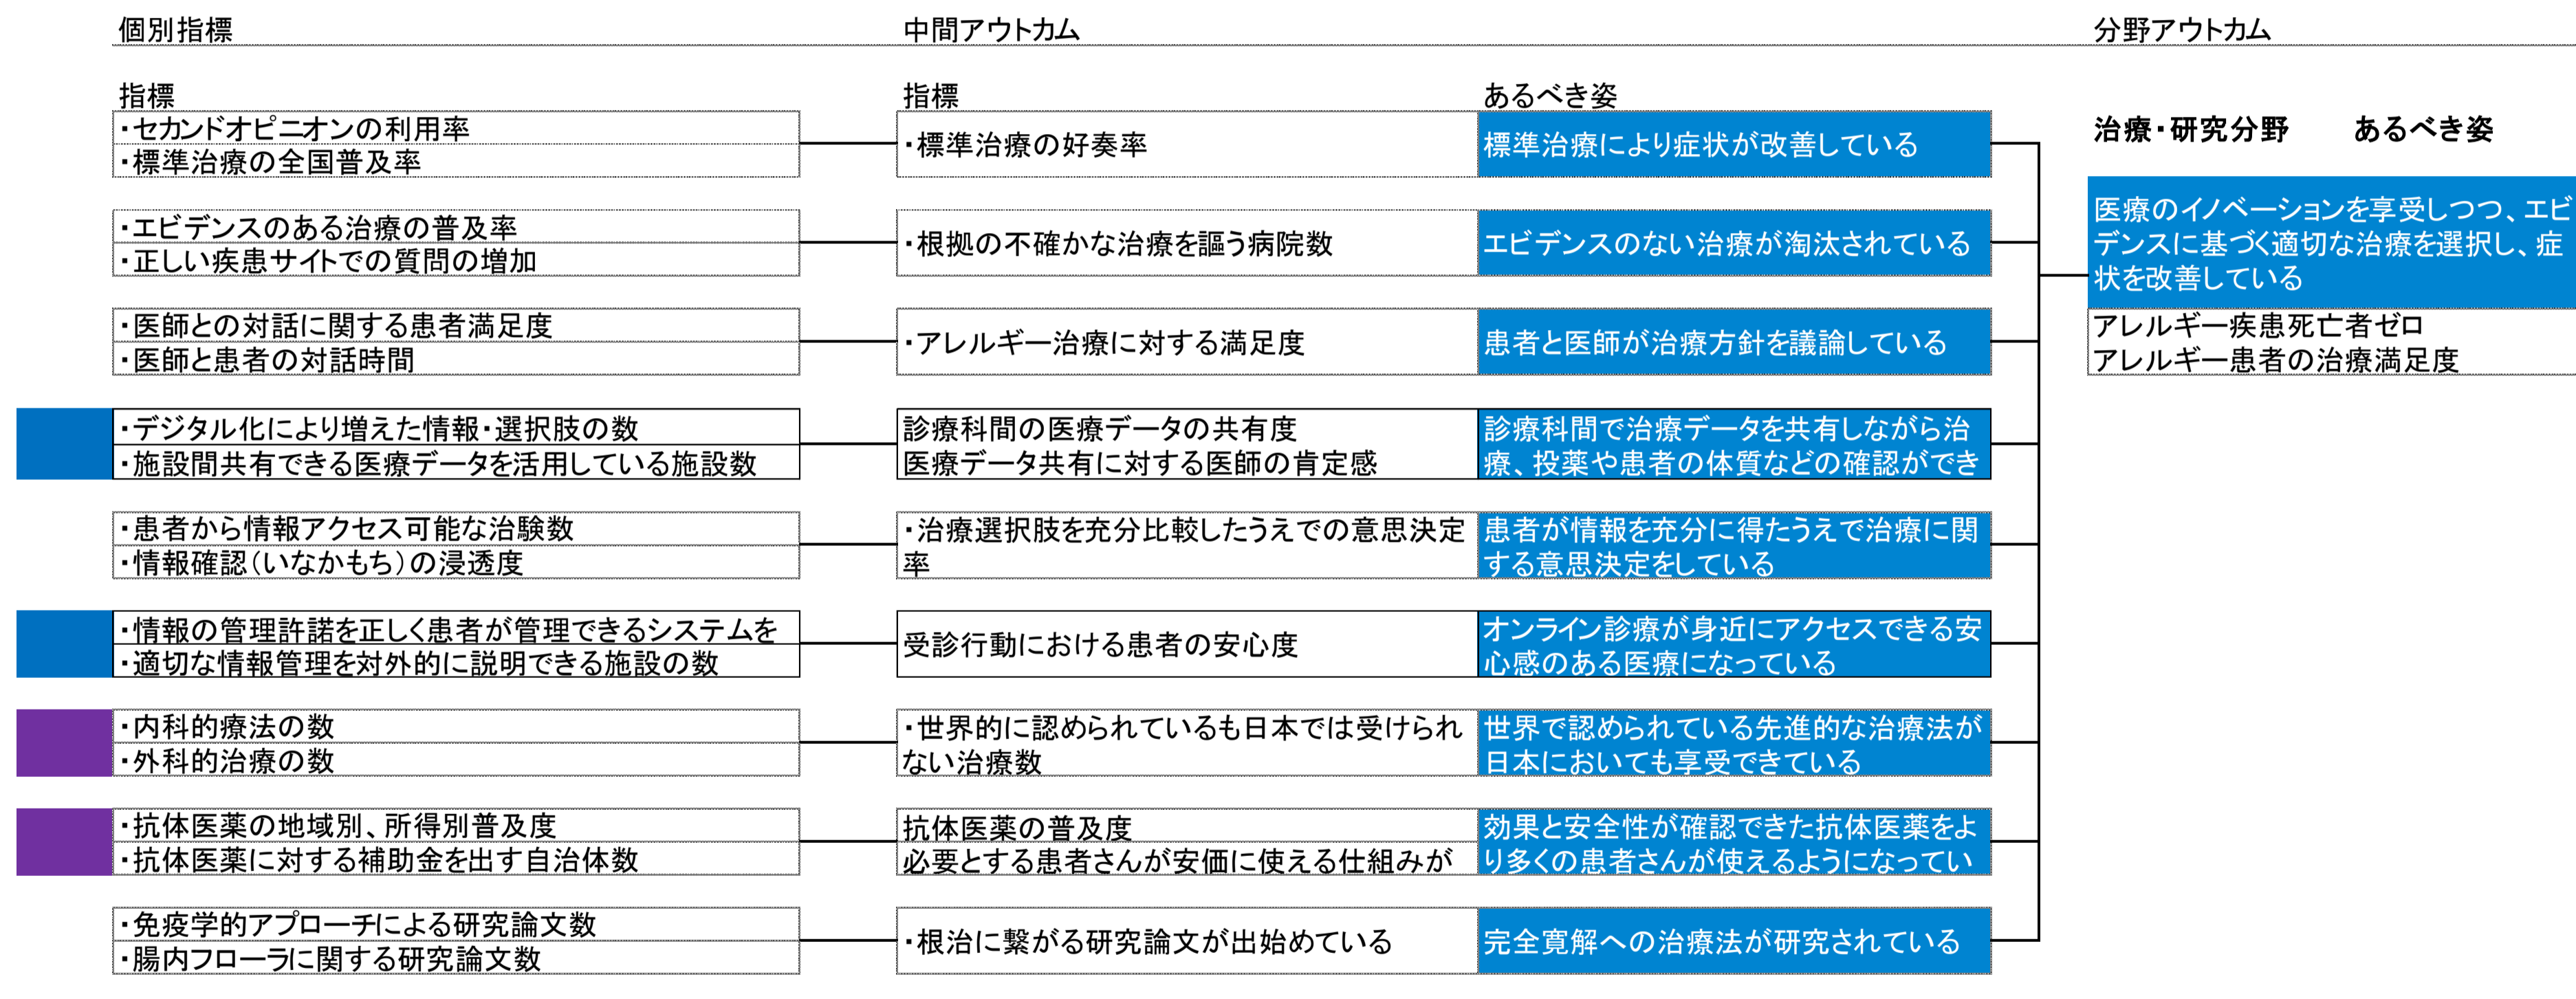 個別指標
中間アウトカム
分野アウトカム
指標
指標
あるべき姿
治療・研究分野 あるべき姿
・セカンドオピニオンの利用率
・標準治療の全国普及率
・標準治療の好奏率
標準治療により症状が改善している
・エビデンスのある治療の普及率
・正しい疾患サイトでの質問の増加
・根拠の不確かな治療を謳う病院数
エビデンスのない治療が淘汰されている
医療のイノベーションを享受しつつ、エビ
デンスに基づく適切な治療を選択し、症
状を改善している
アレルギー疾患死亡者ゼロ
アレルギー患者の治療満足度
・医師との対話に関する患者満足度
・医師と患者の対話時間
・アレルギー治療に対する満足度
患者と医師が治療方針を議論している
・デジタル化により増えた情報・選択肢の数
・施設間共有できる医療データを活用している施設数
診療科間の医療データの共有度
医療データ共有に対する医師の肯定感
診療科間で治療データを共有しながら治
療、投薬や患者の体質などの確認ができ
・患者から情報アクセス可能な治験数
・情報確認(いなかもち)の浸透度
・治療選択肢を充分比較したうえでの意思決定
率
患者が情報を充分に得たうえで治療に関
する意思決定をしている
・情報の管理許諾を正しく患者が管理できるシステムを
・適切な情報管理を対外的に説明できる施設の数
受診行動における患者の安心度
オンライン診療が身近にアクセスできる安
心感のある医療になっている
・内科的療法の数
・外科的治療の数
・世界的に認められているも日本では受けられ
ない治療数
世界で認められている先進的な治療法が
日本においても享受できている
・抗体医薬の地域別、所得別普及度
・抗体医薬に対する補助金を出す自治体数
抗体医薬の普及度
必要とする患者さんが安価に使える仕組みが
効果と安全性が確認できた抗体医薬をよ
り多くの患者さんが使えるようになってい
・免疫学的アプローチによる研究論文数
・腸内フローラに関する研究論文数
・根治に繋がる研究論文が出始めている
完全寛解への治療法が研究されている